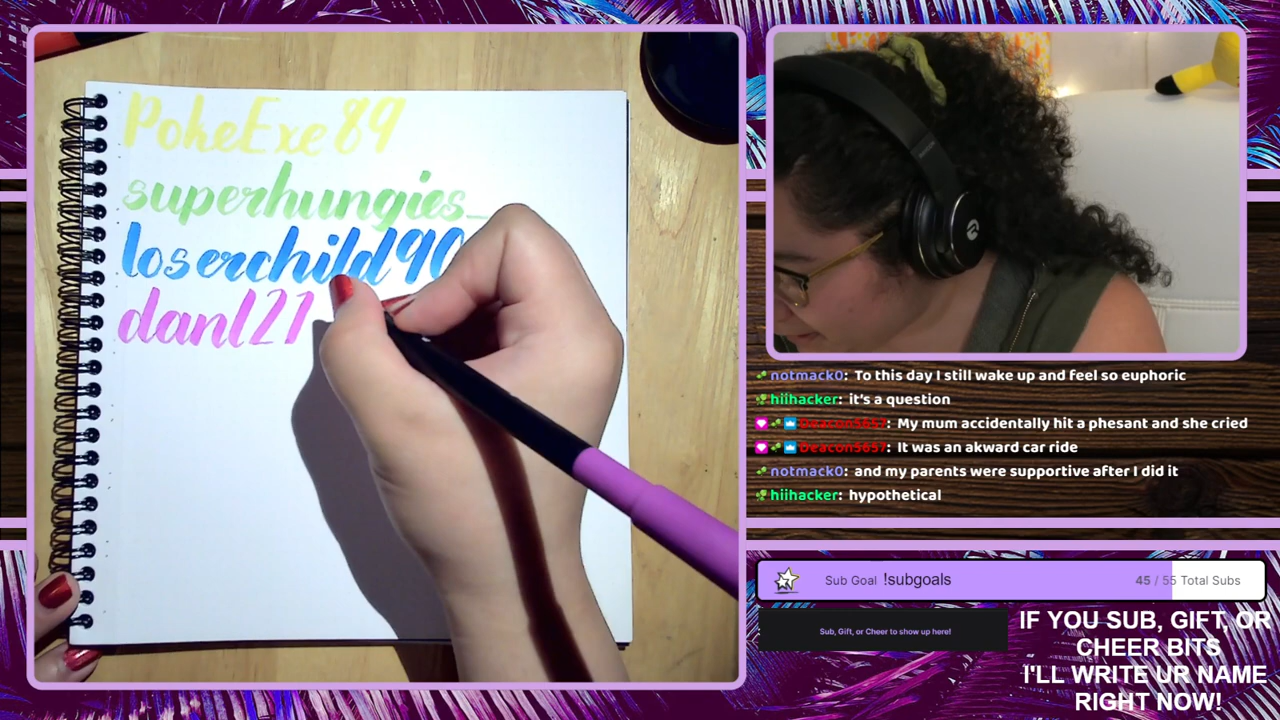 PokeExe89
superhungies_
loserchild90
danl21
notmack0: To this day I still wake up and feel so euphoric
hiihacker: it's a question
Deacon5657: My mum accidentally hit a phesant and she cried
Deacon5657: It was an akward car ride
notmack0: and my parents were supportive after I did it
hiihacker: hypothetical
Sub Goal !subgoals 45 / 55 Total Subs
Sub, Gift, or Cheer to show up here!
IF YOU SUB, GIFT, OR
CHEER BITS
I'LL WRITE UR NAME
RIGHT NOW!